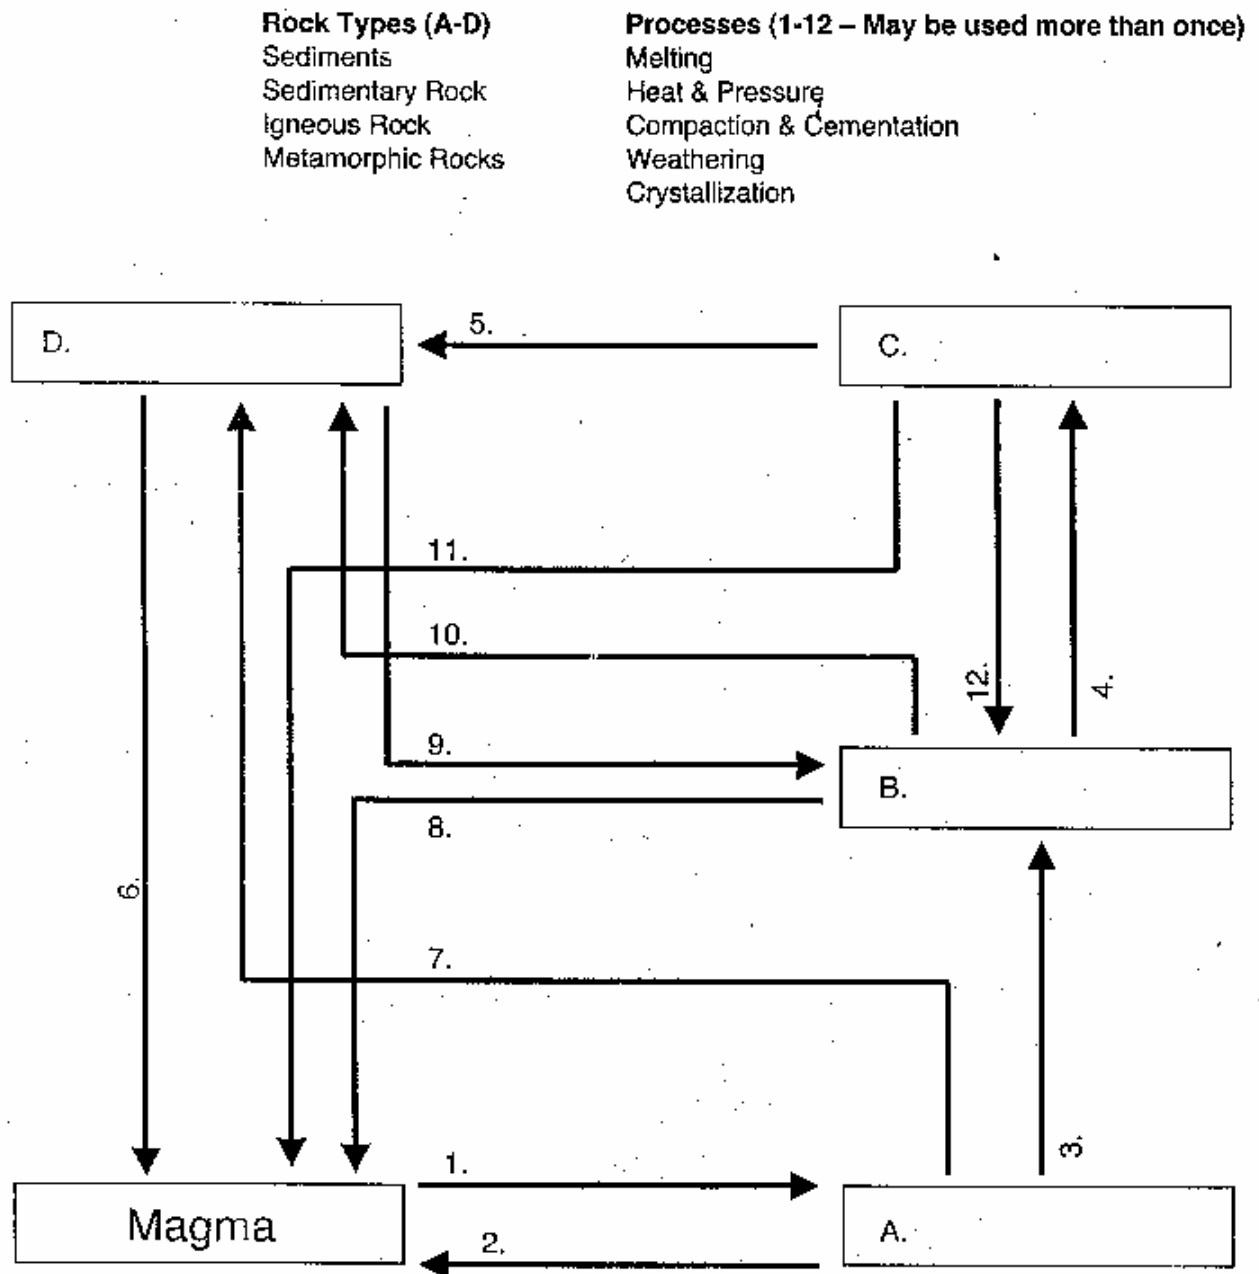 Rock Types (A-D)
Sediments
Sedimentary Rock
Igneous Rock
Metamorphic Rocks
Processes (1-12 – May be used more than once)
Melting
Heat & Pressure
Compaction & Cementation
Weathering
Crystallization
D.
5.
C.
11.
10.
12.
4.
9.
B.
8.
6.
7.
3.
1.
Magma
A.
2.